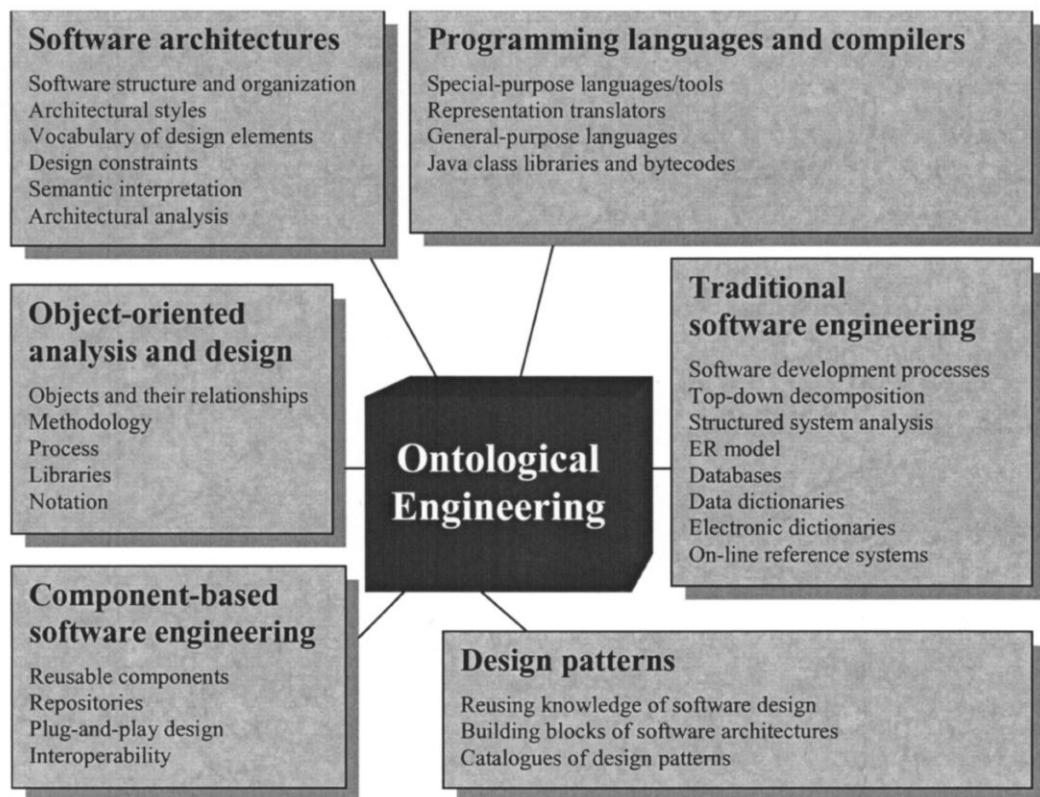 Software architectures
Software structure and organization
Architectural styles
Vocabulary of design elements
Design constraints
Semantic interpretation
Architectural analysis
Programming languages and compilers
Special-purpose languages/tools
Representation translators
General-purpose languages
Java class libraries and bytecodes
Object-oriented
analysis and design
Objects and their relationships
Methodology
Process
Libraries
Notation
Ontological
Engineering
Traditional
software engineering
Software development processes
Top-down decomposition
Structured system analysis
ER model
Databases
Data dictionaries
Electronic dictionaries
On-line reference systems
Component-based
software engineering
Reusable components
Repositories
Plug-and-play design
Interoperability
Design patterns
Reusing knowledge of software design
Building blocks of software architectures
Catalogues of design patterns